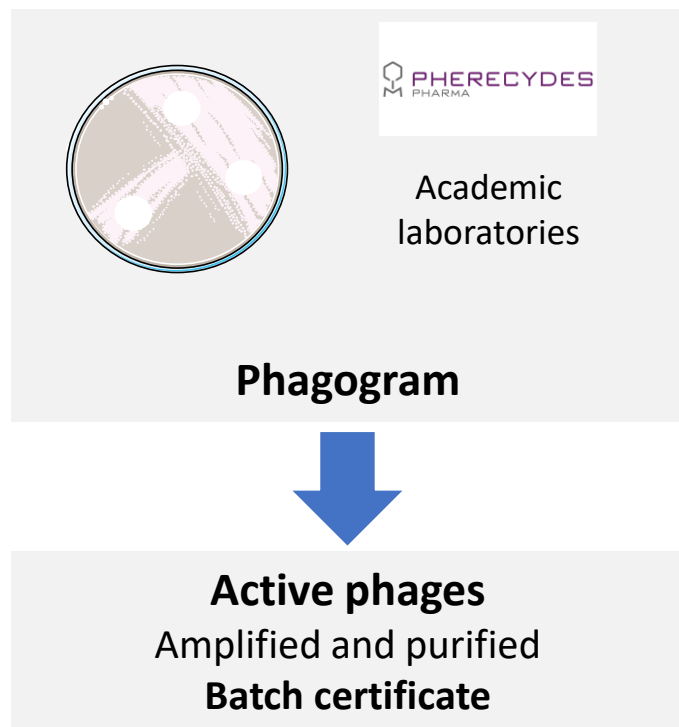 PHERECYDES
PHARMA
Academic
laboratories
Phagogram
Active phages
Amplified and purified
Batch certificate